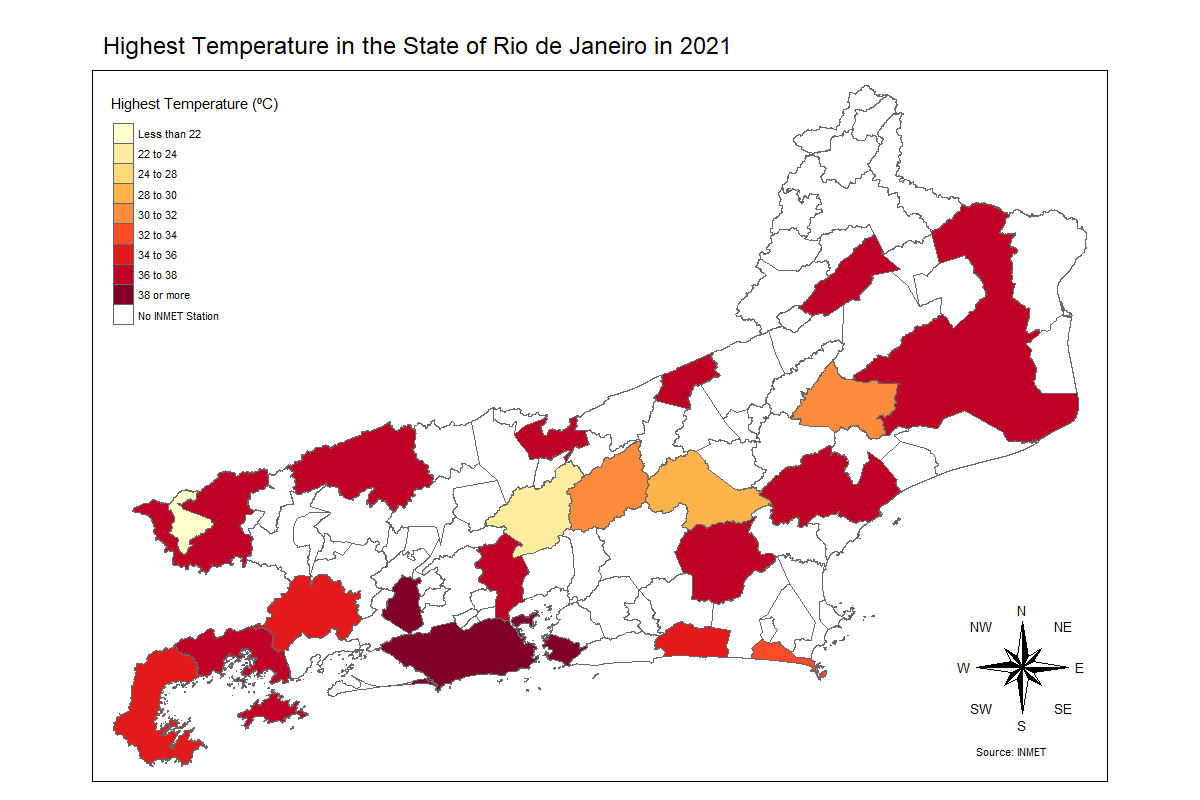 Highest Temperature in the State of Rio de Janeiro in 2021
Highest Temperature (ºC)
Less than 22
22 to 24
24 to 28
28 to 30
30 to 32
32 to 34
34 to 36
36 to 38
38 or more
No INMET Station
N
NW NE
W E
SW SE
S
Source: INMET